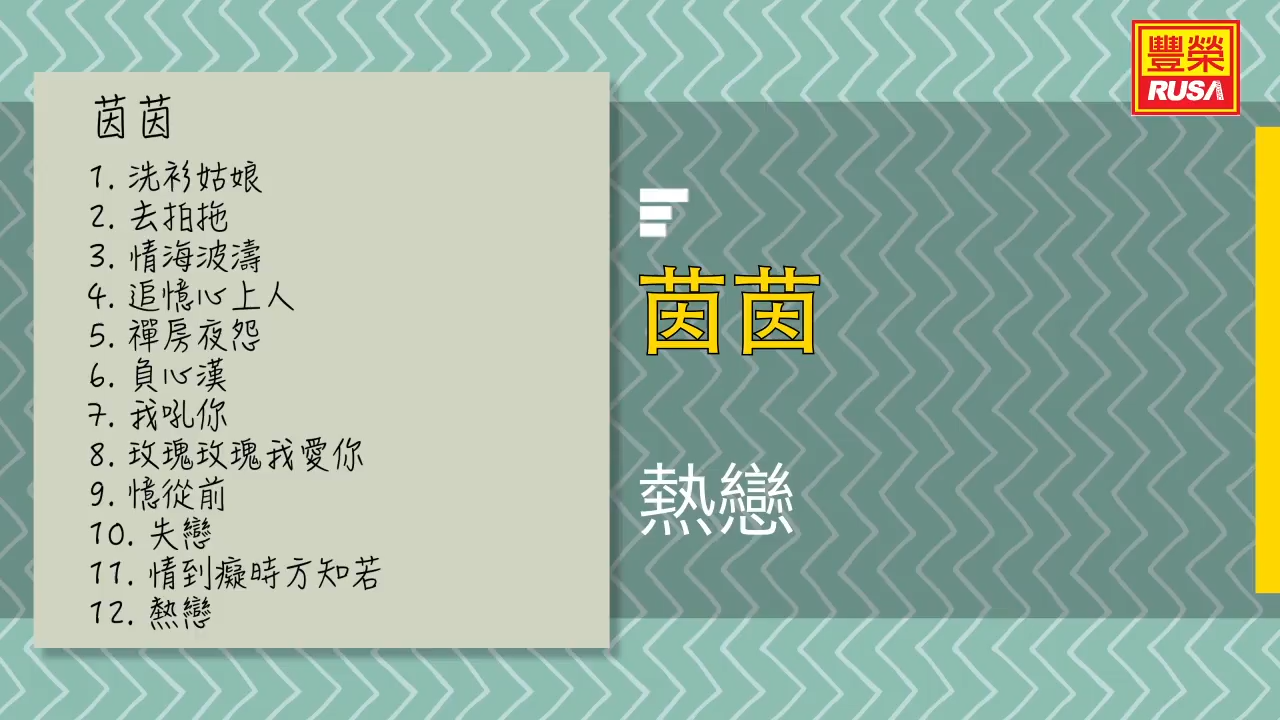 茵茵
1. 洗衫姑娘
2. 去拍拖
3. 情海波濤
4. 追憶心上人
5. 禪房夜怨
6. 負心漢
7. 我吼你
8. 玫瑰玫瑰我愛你
9. 憶從前
10. 失戀
11. 情到癡時方知若
12. 熱戀
豐榮
RUSA
茵茵
熱戀